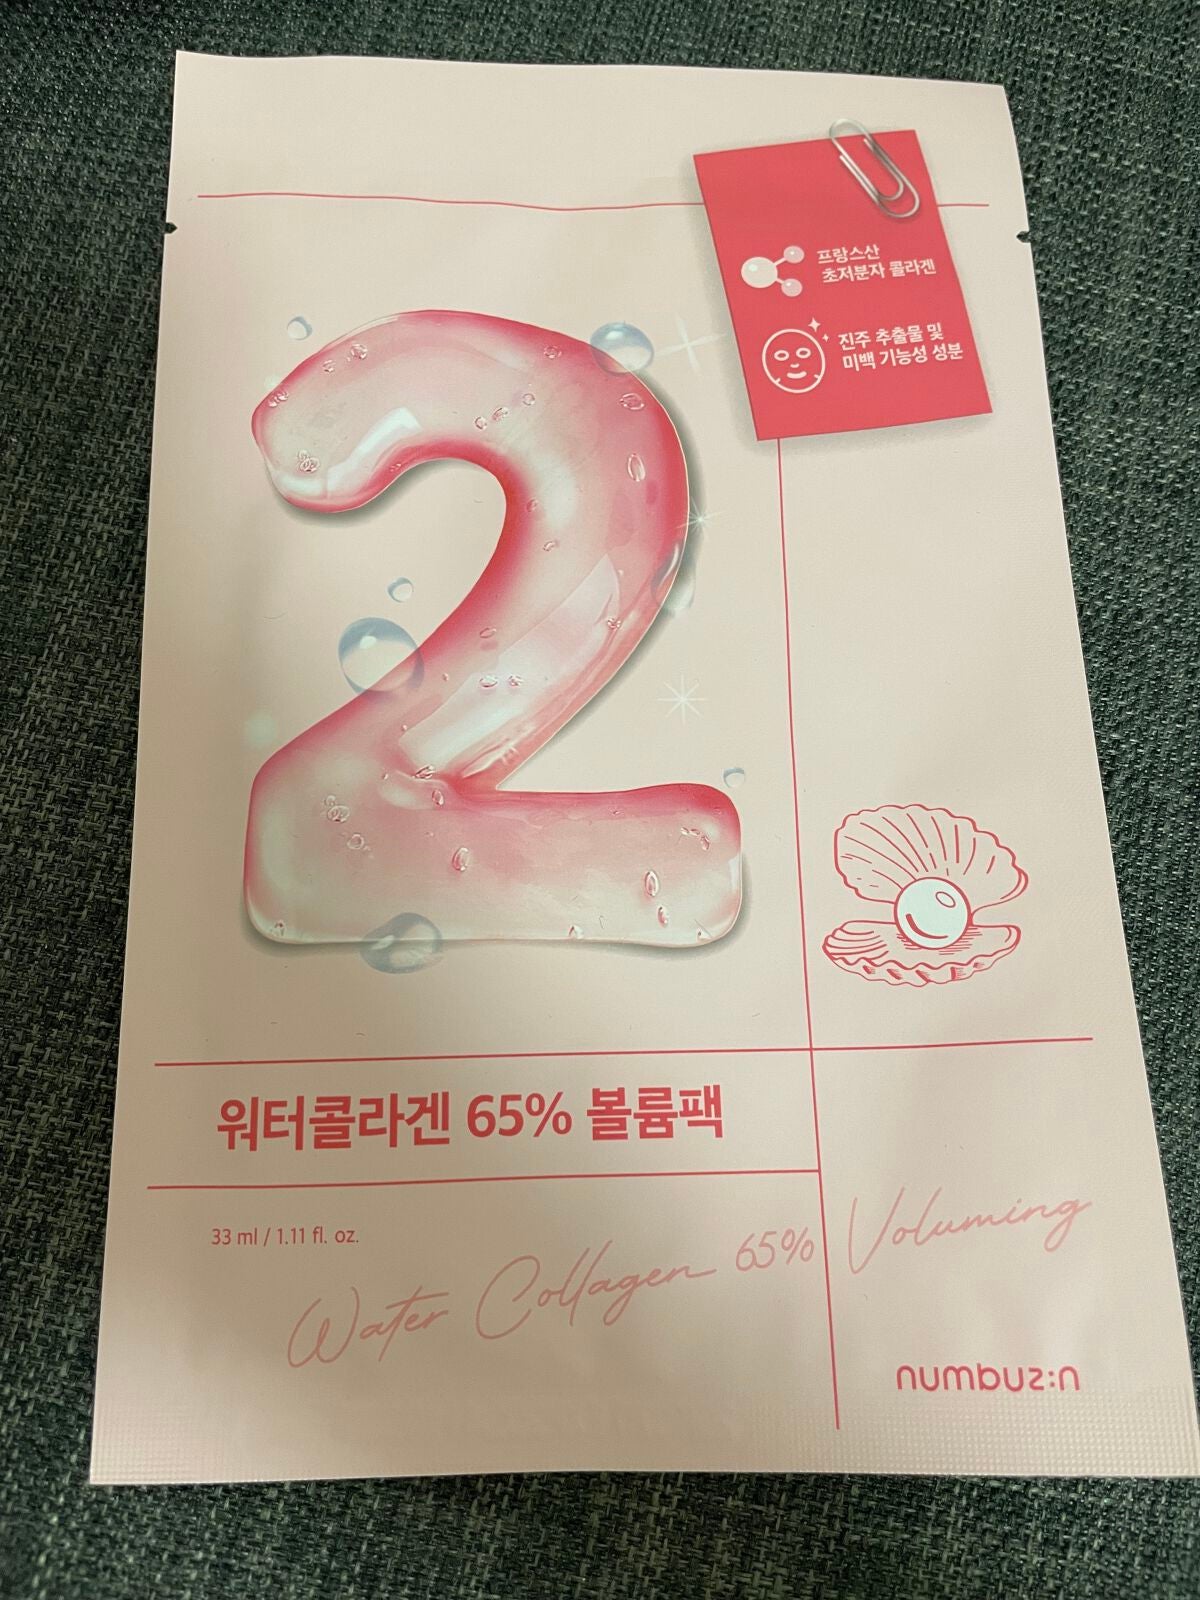 프랑스산
초저분자 콜라겐
진주 추출물 및
미백 기능성 성분
2
워터콜라겐 65% 볼륨팩
33 ml / 1.11 fl. oz.
Water Collagen 65% Voluming
numbuz:n